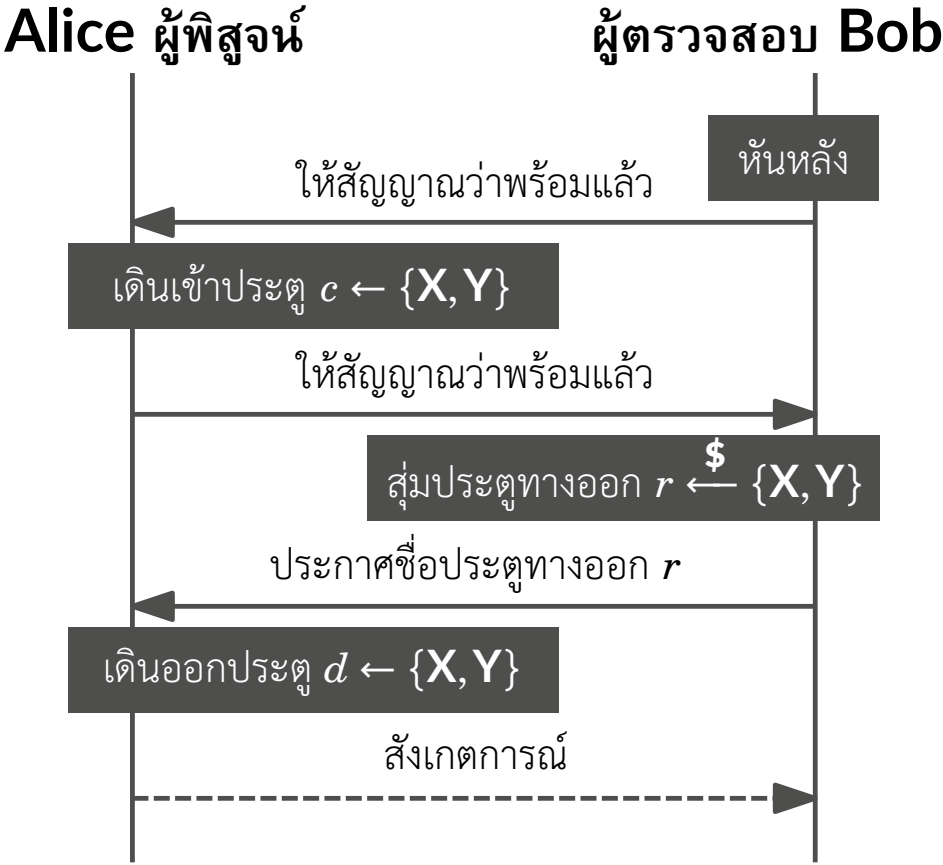 Alice ผู้พิสูจน์
ผู้ตรวจสอบ Bob
หันหลัง
ให้สัญญาณว่าพร้อมแล้ว
เดินเข้าประตู c ← {X, Y}
ให้สัญญาณว่าพร้อมแล้ว
$
สุ่มประตูทางออก r ← {X, Y}
ประกาศชื่อประตูทางออก r
เดินออกประตู d ← {X, Y}
สังเกตการณ์